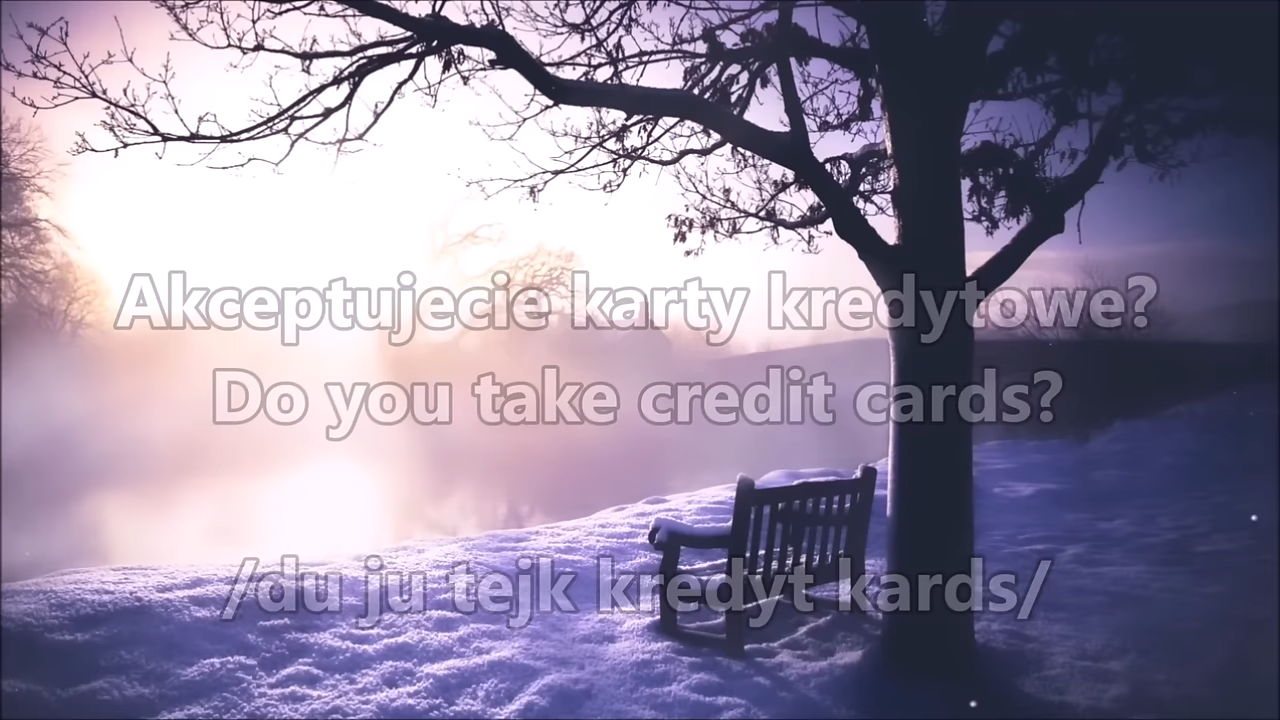 Akceptujecie karty kredytowe?
Do you take credit cards?
/du ju tejk kredyt kards/